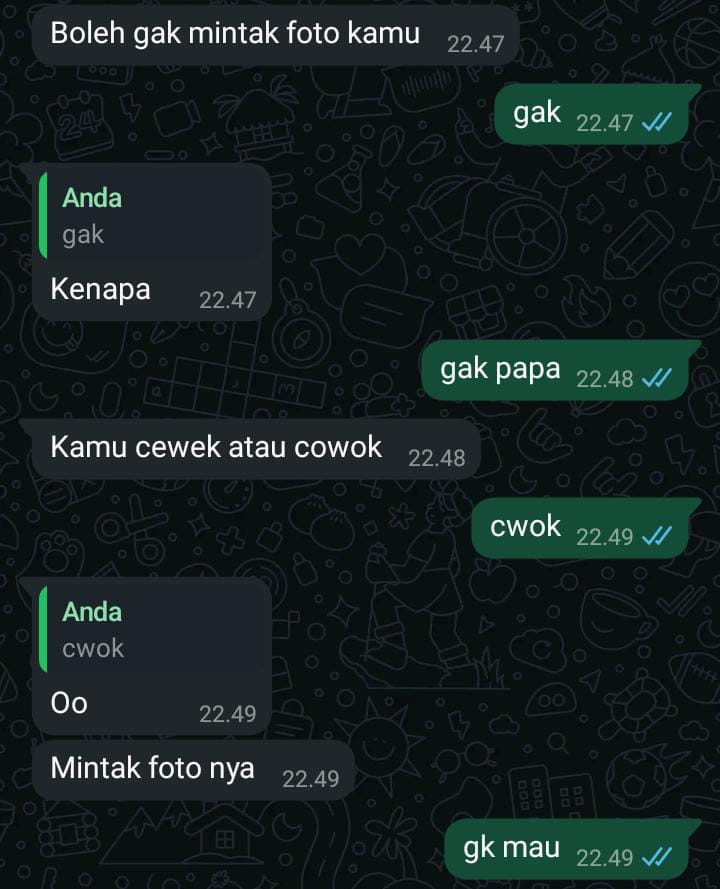 Boleh gak mintak foto kamu 22.47
gak 22.47
Anda
gak
Kenapa 22.47
gak papa 22.48
Kamu cewek atau cowok 22.48
cwok 22.49
Anda
cwok
Oo 22.49
Mintak foto nya 22.49
gk mau 22.49